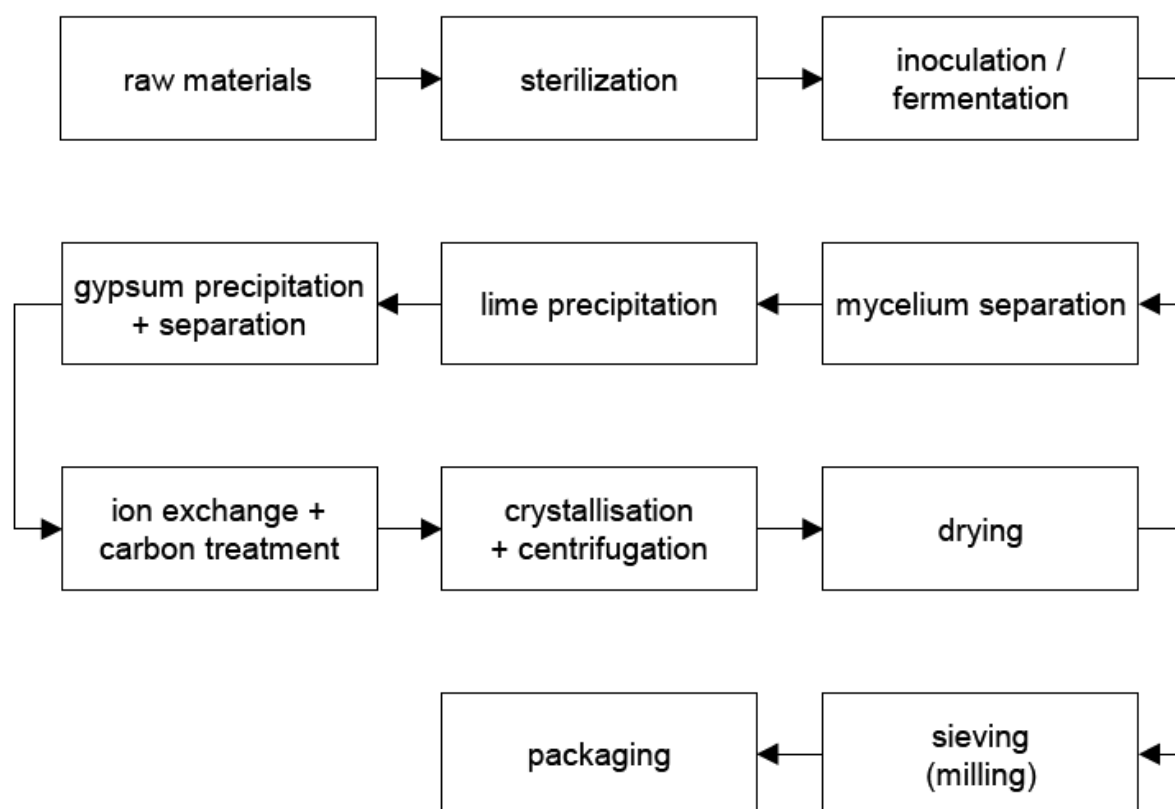 raw materials
sterilization
inoculation /
fermentation
gypsum precipitation
+ separation
lime precipitation
mycelium separation
ion exchange +
carbon treatment
crystallisation
+ centrifugation
drying
packaging
sieving
(milling)